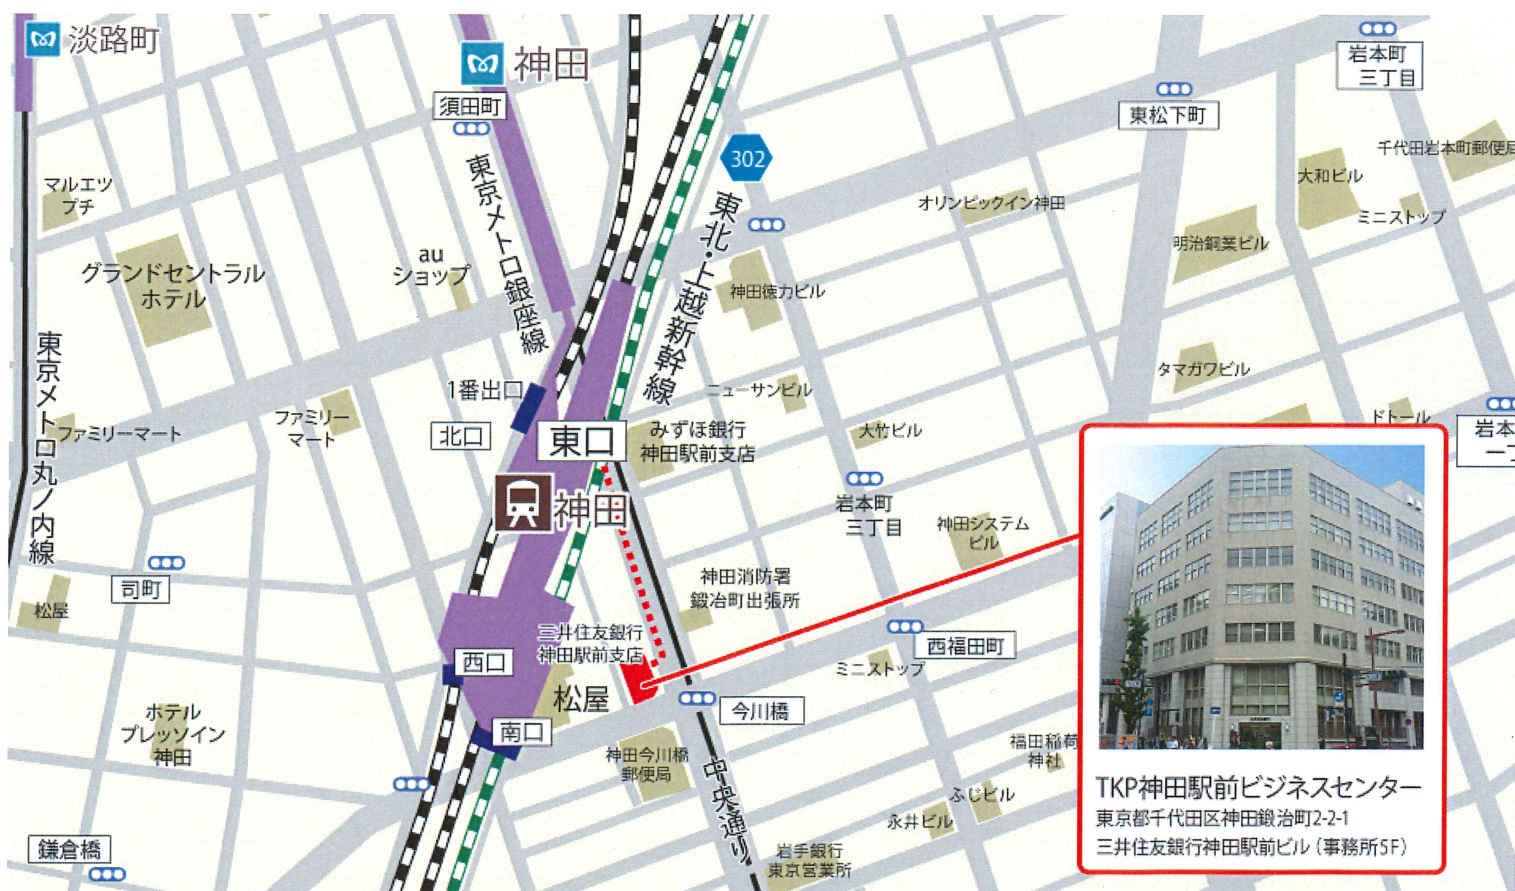 淡路町
神田
須田町
岩本町
三丁目
東松下町
302
千代田岩本町郵便局
マルエツ
プチ
東京メトロ銀座線
東北・上越新幹線
大和ビル
オリンピックイン神田
ミニストップ
明治鋼業ビル
au
ショップ
グランドセントラル
ホテル
神田徳力ビル
東京メトロ丸ノ内線
タマガワビル
1番出口
ニューサンビル
ファミリー
マート
ファミリーマート
ドトール
北口
東口
みずほ銀行
神田駅前支店
大竹ビル
岩本
神田
岩本町
三丁目
神田システム
ビル
司町
松屋
神田消防署
鍛冶町出張所
三井住友銀行
神田駅前支店
西口
西福田町
ミニストップ
松屋
今川橋
南口
ホテル
プレッソイン
神田
神田今川橋
郵便局
中央通り
福田稲荷
神社
ふじビル
永井ビル
鎌倉橋
岩手銀行
東京営業所
TKP神田駅前ビジネスセンター
東京都千代田区神田鍛治町2-2-1
三井住友銀行神田駅前ビル（事務所5F）